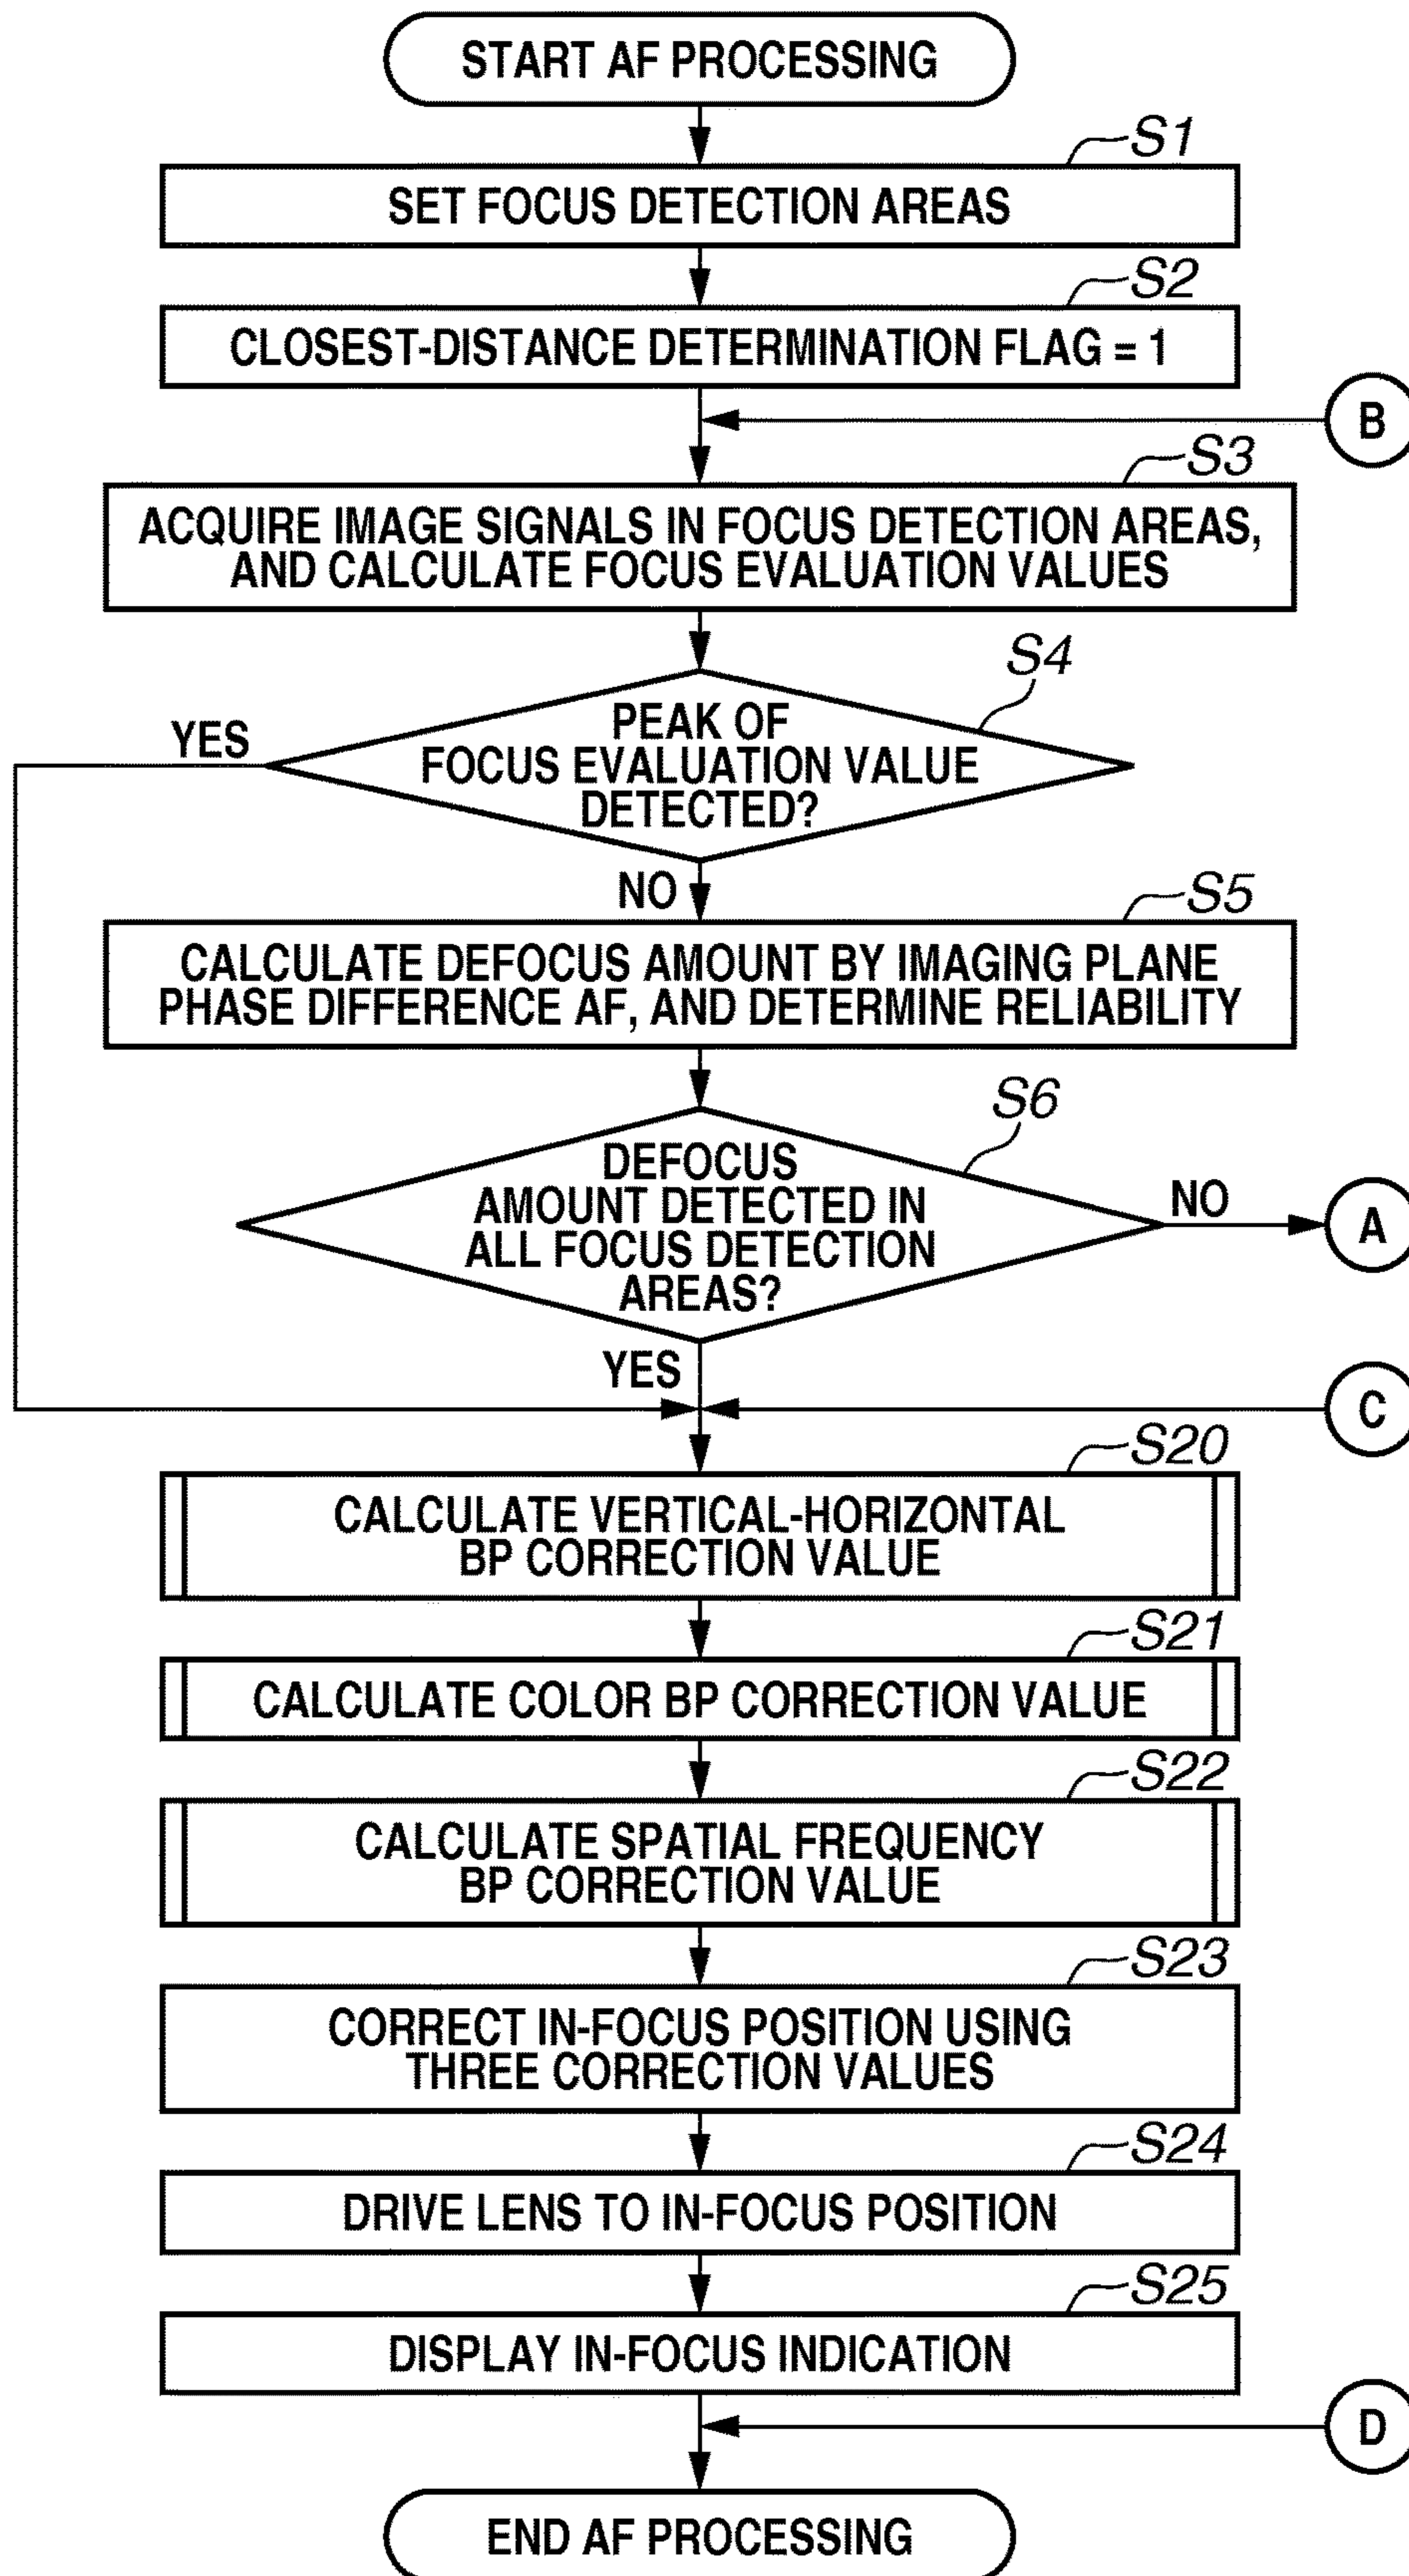 START AF PROCESSING
S1
SET FOCUS DETECTION AREAS
S2
CLOSEST-DISTANCE DETERMINATION FLAG = 1
B
S3
ACQUIRE IMAGE SIGNALS IN FOCUS DETECTION AREAS,
AND CALCULATE FOCUS EVALUATION VALUES
S4
YES
PEAK OF
FOCUS EVALUATION VALUE
DETECTED?
NO
S5
CALCULATE DEFOCUS AMOUNT BY IMAGING PLANE
PHASE DIFFERENCE AF, AND DETERMINE RELIABILITY
S6
DEFOCUS
AMOUNT DETECTED IN
ALL FOCUS DETECTION
AREAS?
NO
A
YES
C
S20
CALCULATE VERTICAL-HORIZONTAL
BP CORRECTION VALUE
S21
CALCULATE COLOR BP CORRECTION VALUE
S22
CALCULATE SPATIAL FREQUENCY
BP CORRECTION VALUE
S23
CORRECT IN-FOCUS POSITION USING
THREE CORRECTION VALUES
S24
DRIVE LENS TO IN-FOCUS POSITION
S25
DISPLAY IN-FOCUS INDICATION
D
END AF PROCESSING